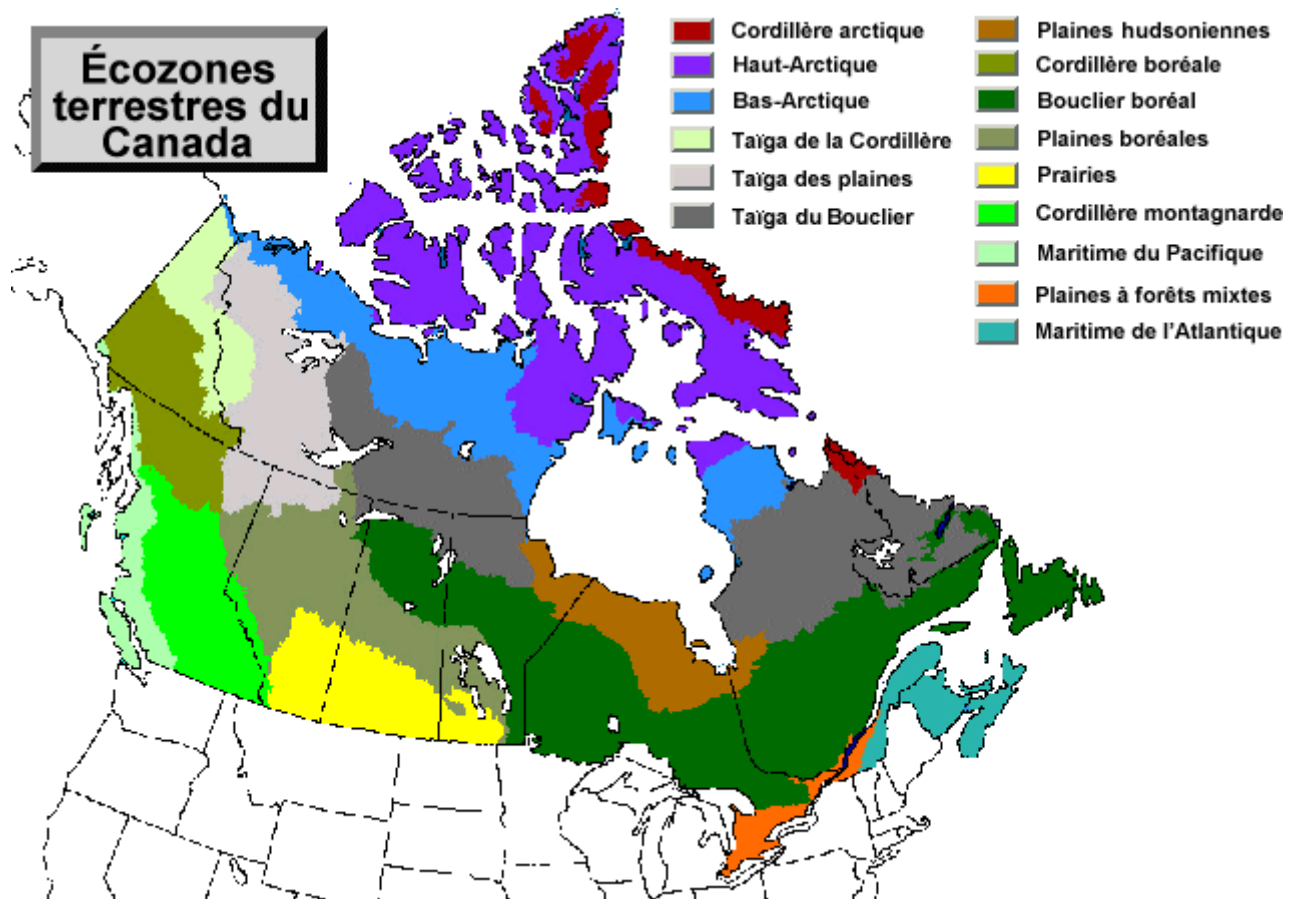 Écozones
terrestres du
Canada
Cordillère arctique
Haut-Arctique
Bas-Arctique
Taïga de la Cordillère
Taïga des plaines
Taïga du Bouclier
Plaines hudsoniennes
Cordillère boréale
Bouclier boréal
Plaines boréales
Prairies
Cordillère montagnarde
Maritime du Pacifique
Plaines à forêts mixtes
Maritime de l'Atlantique